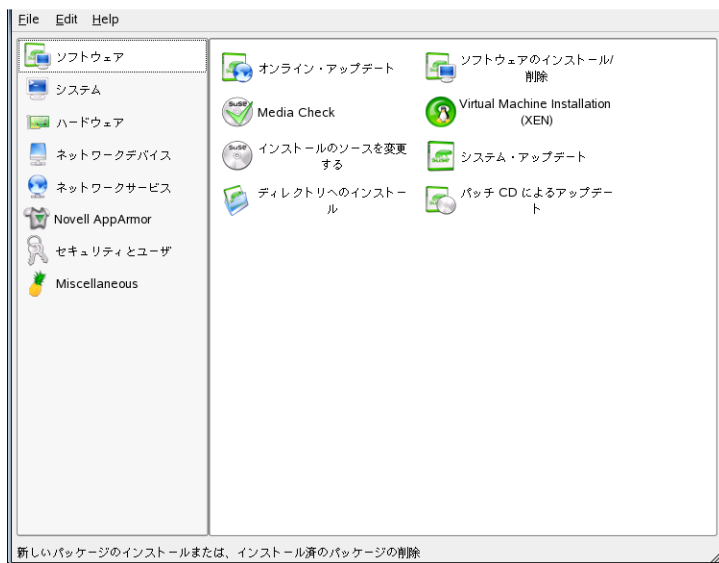 File Edit Help
ソフトウェア
システム
ハードウェア
ネットワークデバイス
ネットワークサービス
Novell AppArmor
セキュリティとユーザ
Miscellaneous
オンライン・アップデート
ソフトウェアのインストール/
削除
Media Check
Virtual Machine Installation
(XEN)
インストールのソースを変更
する
システム・アップデート
ディレクトリへのインストー
ル
パッチ CD によるアップデー
ト
新しいパッケージのインストールまたは、インストール済のパッケージの削除